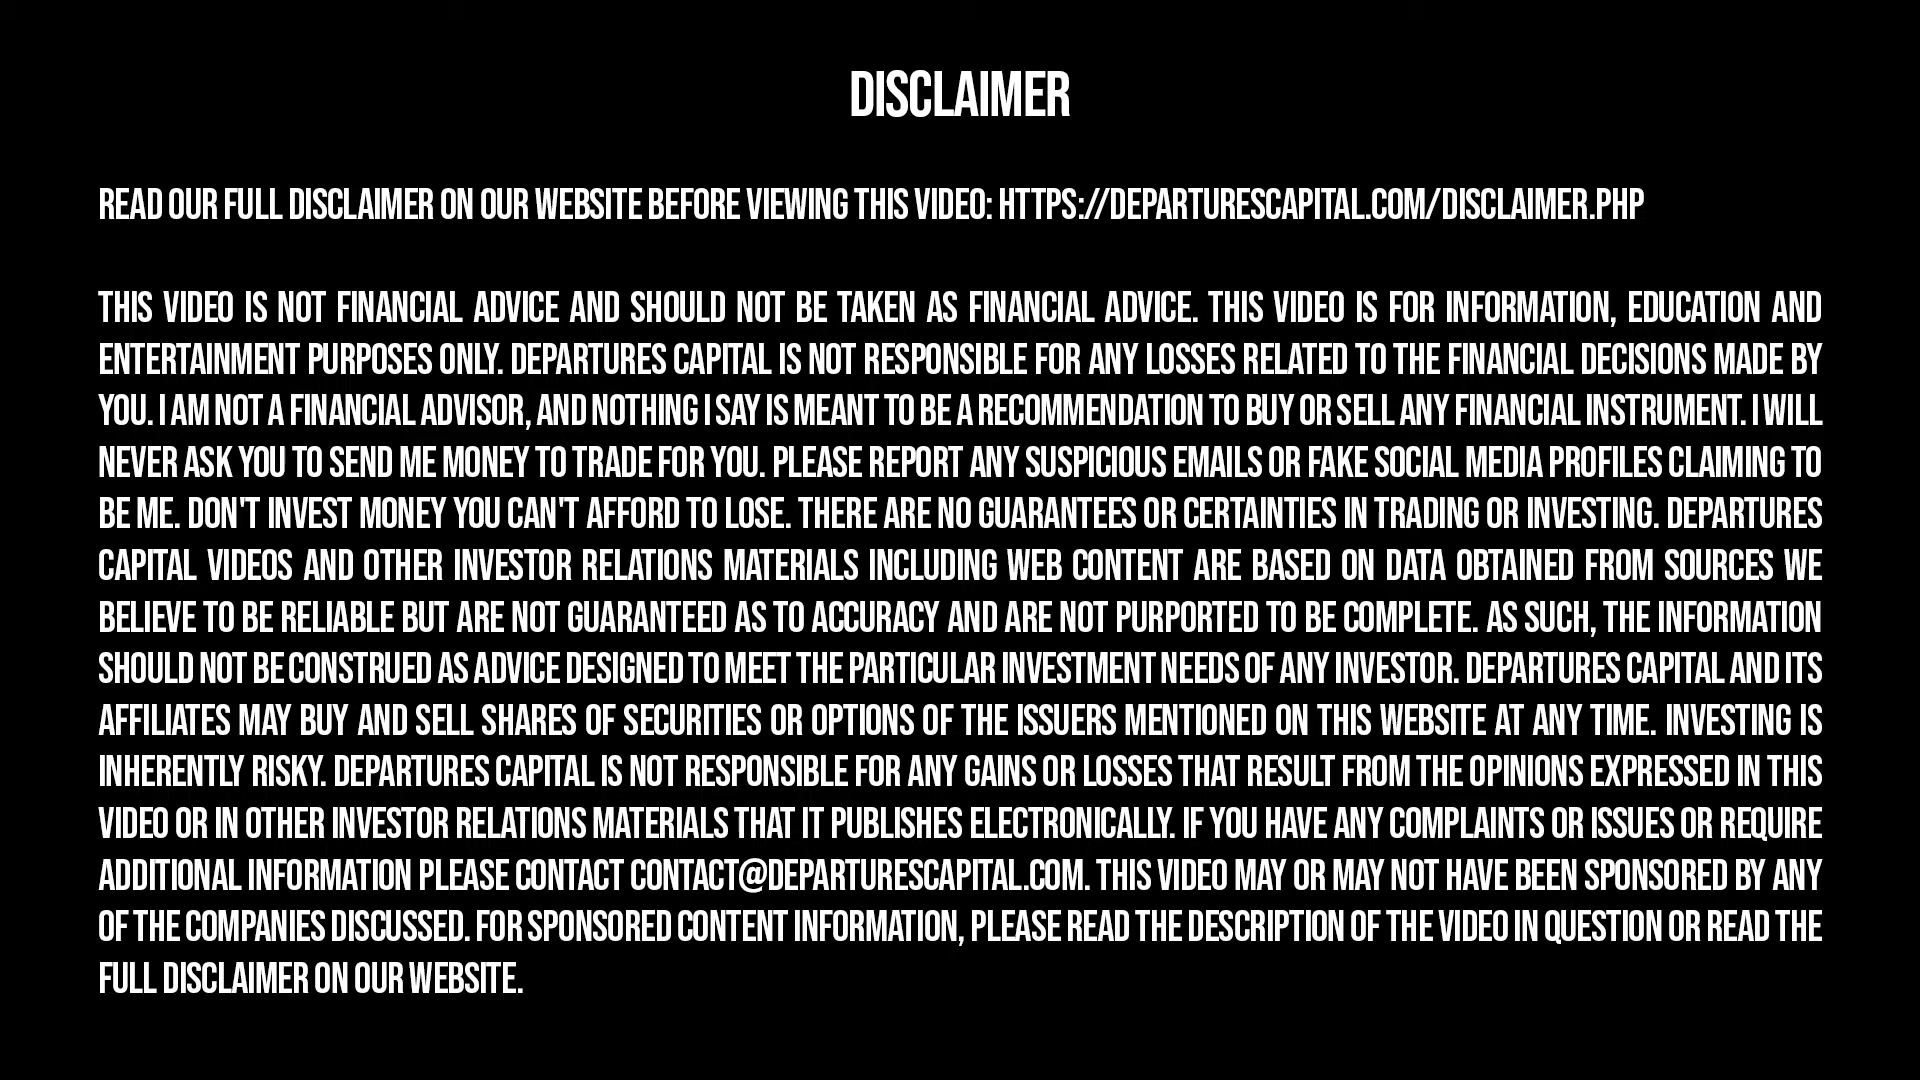 DISCLAIMER
READ OUR FULL DISCLAIMER ON OUR WEBSITE BEFORE VIEWING THIS VIDEO: HTTPS://DEPARTURESCAPITAL.COM/DISCLAIMER.PHP
THIS VIDEO IS NOT FINANCIAL ADVICE AND SHOULD NOT BE TAKEN AS FINANCIAL ADVICE. THIS VIDEO IS FOR INFORMATION, EDUCATION AND
ENTERTAINMENT PURPOSES ONLY. DEPARTURES CAPITAL IS NOT RESPONSIBLE FOR ANY LOSSES RELATED TO THE FINANCIAL DECISIONS MADE BY
YOU. I AM NOT A FINANCIAL ADVISOR, AND NOTHING I SAY IS MEANT TO BE A RECOMMENDATION TO BUY OR SELL ANY FINANCIAL INSTRUMENT. I WILL
NEVER ASK YOU TO SEND ME MONEY TO TRADE FOR YOU. PLEASE REPORT ANY SUSPICIOUS EMAILS OR FAKE SOCIAL MEDIA PROFILES CLAIMING TO
BE ME. DON'T INVEST MONEY YOU CAN'T AFFORD TO LOSE. THERE ARE NO GUARANTEES OR CERTAINTIES IN TRADING OR INVESTING. DEPARTURES
CAPITAL VIDEOS AND OTHER INVESTOR RELATIONS MATERIALS INCLUDING WEB CONTENT ARE BASED ON DATA OBTAINED FROM SOURCES WE
BELIEVE TO BE RELIABLE BUT ARE NOT GUARANTEED AS TO ACCURACY AND ARE NOT PURPORTED TO BE COMPLETE. AS SUCH, THE INFORMATION
SHOULD NOT BE CONSTRUED AS ADVICE DESIGNED TO MEET THE PARTICULAR INVESTMENT NEEDS OF ANY INVESTOR. DEPARTURES CAPITAL AND ITS
AFFILIATES MAY BUY AND SELL SHARES OF SECURITIES OR OPTIONS OF THE ISSUERS MENTIONED ON THIS WEBSITE AT ANY TIME. INVESTING IS
INHERENTLY RISKY. DEPARTURES CAPITAL IS NOT RESPONSIBLE FOR ANY GAINS OR LOSSES THAT RESULT FROM THE OPINIONS EXPRESSED IN THIS
VIDEO OR IN OTHER INVESTOR RELATIONS MATERIALS THAT IT PUBLISHES ELECTRONICALLY. IF YOU HAVE ANY COMPLAINTS OR ISSUES OR REQUIRE
ADDITIONAL INFORMATION PLEASE CONTACT CONTACT@DEPARTURESCAPITAL.COM. THIS VIDEO MAY OR MAY NOT HAVE BEEN SPONSORED BY ANY
OF THE COMPANIES DISCUSSED. FOR SPONSORED CONTENT INFORMATION, PLEASE READ THE DESCRIPTION OF THE VIDEO IN QUESTION OR READ THE
FULL DISCLAIMER ON OUR WEBSITE.